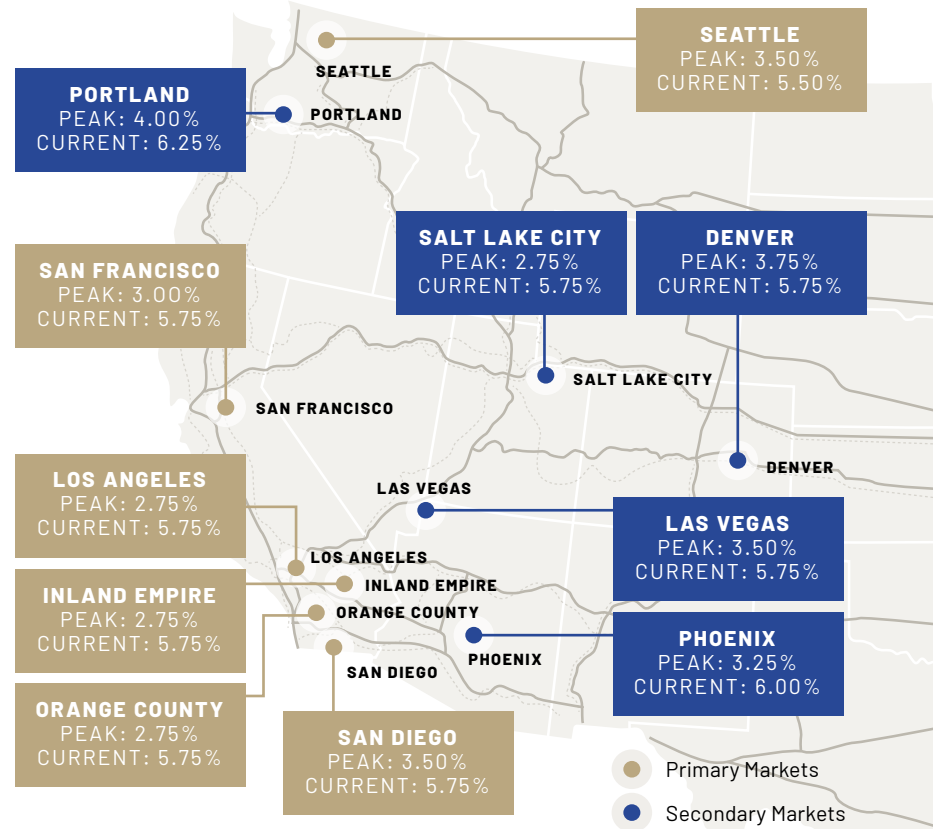 SEATTLE
PEAK: 3.50%
CURRENT: 5.50%
SEATTLE
PORTLAND
PEAK: 4.00%
CURRENT: 6.25%
PORTLAND
SALT LAKE CITY
PEAK: 2.75%
CURRENT: 5.75%
DENVER
PEAK: 3.75%
CURRENT: 5.75%
SAN FRANCISCO
PEAK: 3.00%
CURRENT: 5.75%
SALT LAKE CITY
SAN FRANCISCO
DENVER
LOS ANGELES
PEAK: 2.75%
CURRENT: 5.75%
LAS VEGAS
LAS VEGAS
PEAK: 3.50%
CURRENT: 5.75%
LOS ANGELES
INLAND EMPIRE
INLAND EMPIRE
PEAK: 2.75%
CURRENT: 5.75%
ORANGE COUNTY
PHOENIX
PEAK: 3.25%
CURRENT: 6.00%
PHOENIX
SAN DIEGO
ORANGE COUNTY
PEAK: 2.75%
CURRENT: 5.75%
SAN DIEGO
PEAK: 3.50%
CURRENT: 5.75%
Primary Markets
Secondary Markets